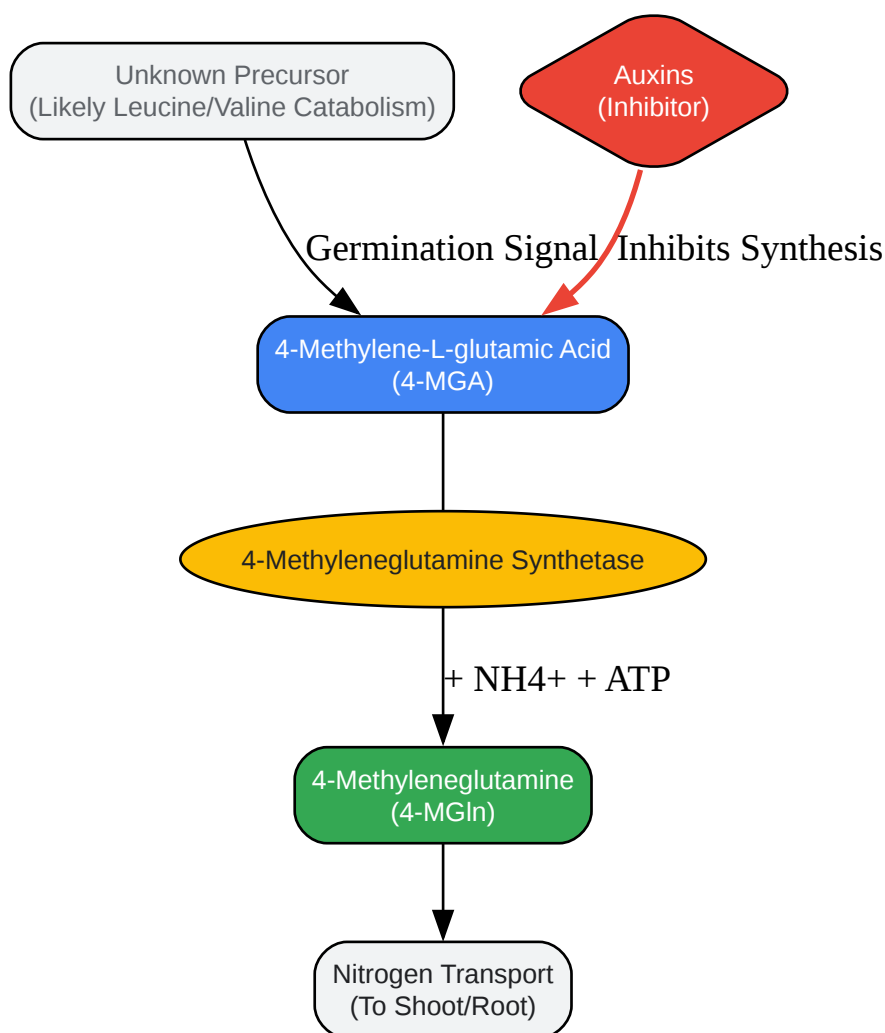 Unknown Precursor
(Likely Leucine/Valine Catabolism)
Auxins
(Inhibitor)
Germination Signal
Inhibits Synthesis
4-Methylene-L-glutamic Acid
(4-MGA)
4-Methyleneglutamine Synthetase
+ NH4+ + ATP
4-Methyleneglutamine
(4-MGln)
Nitrogen Transport
(To Shoot/Root)